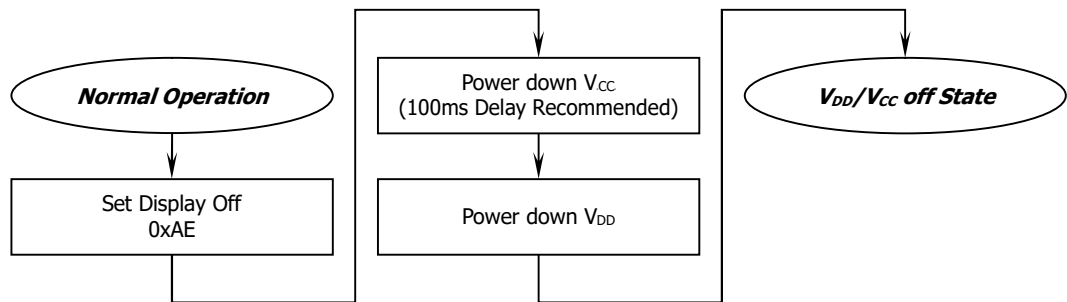 Normal Operation
Set Display Off
0xAE
Power down VCC
(100ms Delay Recommended)
Power down VDD
VDD/VCC off State